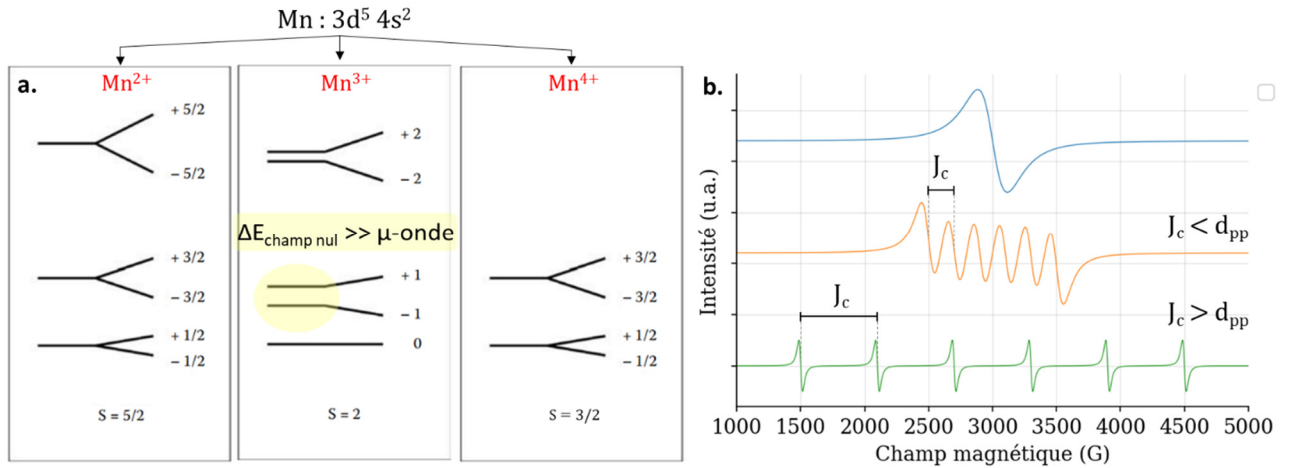 Mn : 3d⁵ 4s²
a.
Mn²⁺
+ 5/2
− 5/2
+ 3/2
− 3/2
+ 1/2
− 1/2
S = 5/2
Mn³⁺
+ 2
− 2
ΔE champ nul >> μ-onde
+ 1
− 1
0
S = 2
Mn⁴⁺
+ 3/2
− 3/2
+ 1/2
− 1/2
S = 3/2
b.
Intensité (u.a.)
Jc
Jc < dpp
Jc
Jc > dpp
1000 1500 2000 2500 3000 3500 4000 4500 5000
Champ magnétique (G)